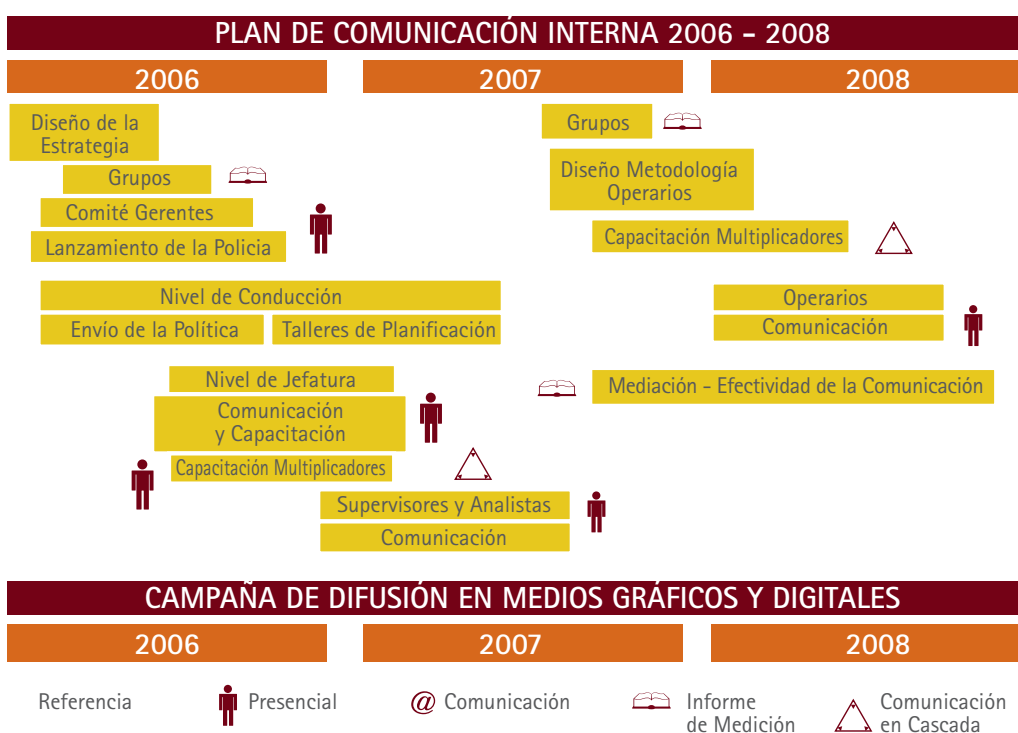 PLAN DE COMUNICACIÓN INTERNA 2006 - 2008
2006
2007
2008
Diseño de la
Estrategia
Grupos
Comité Gerentes
Lanzamiento de la Policia
Nivel de Conducción
Envío de la Política
Talleres de Planificación
Nivel de Jefatura
Comunicación
y Capacitación
Capacitación Multiplicadores
Supervisores y Analistas
Comunicación
Grupos
Diseño Metodología
Operarios
Capacitación Multiplicadores
Operarios
Comunicación
Mediación - Efectividad de la Comunicación
CAMPAÑA DE DIFUSIÓN EN MEDIOS GRÁFICOS Y DIGITALES
2006
2007
2008
Referencia
Presencial
@ Comunicación
Informe
de Medición
Comunicación
en Cascada